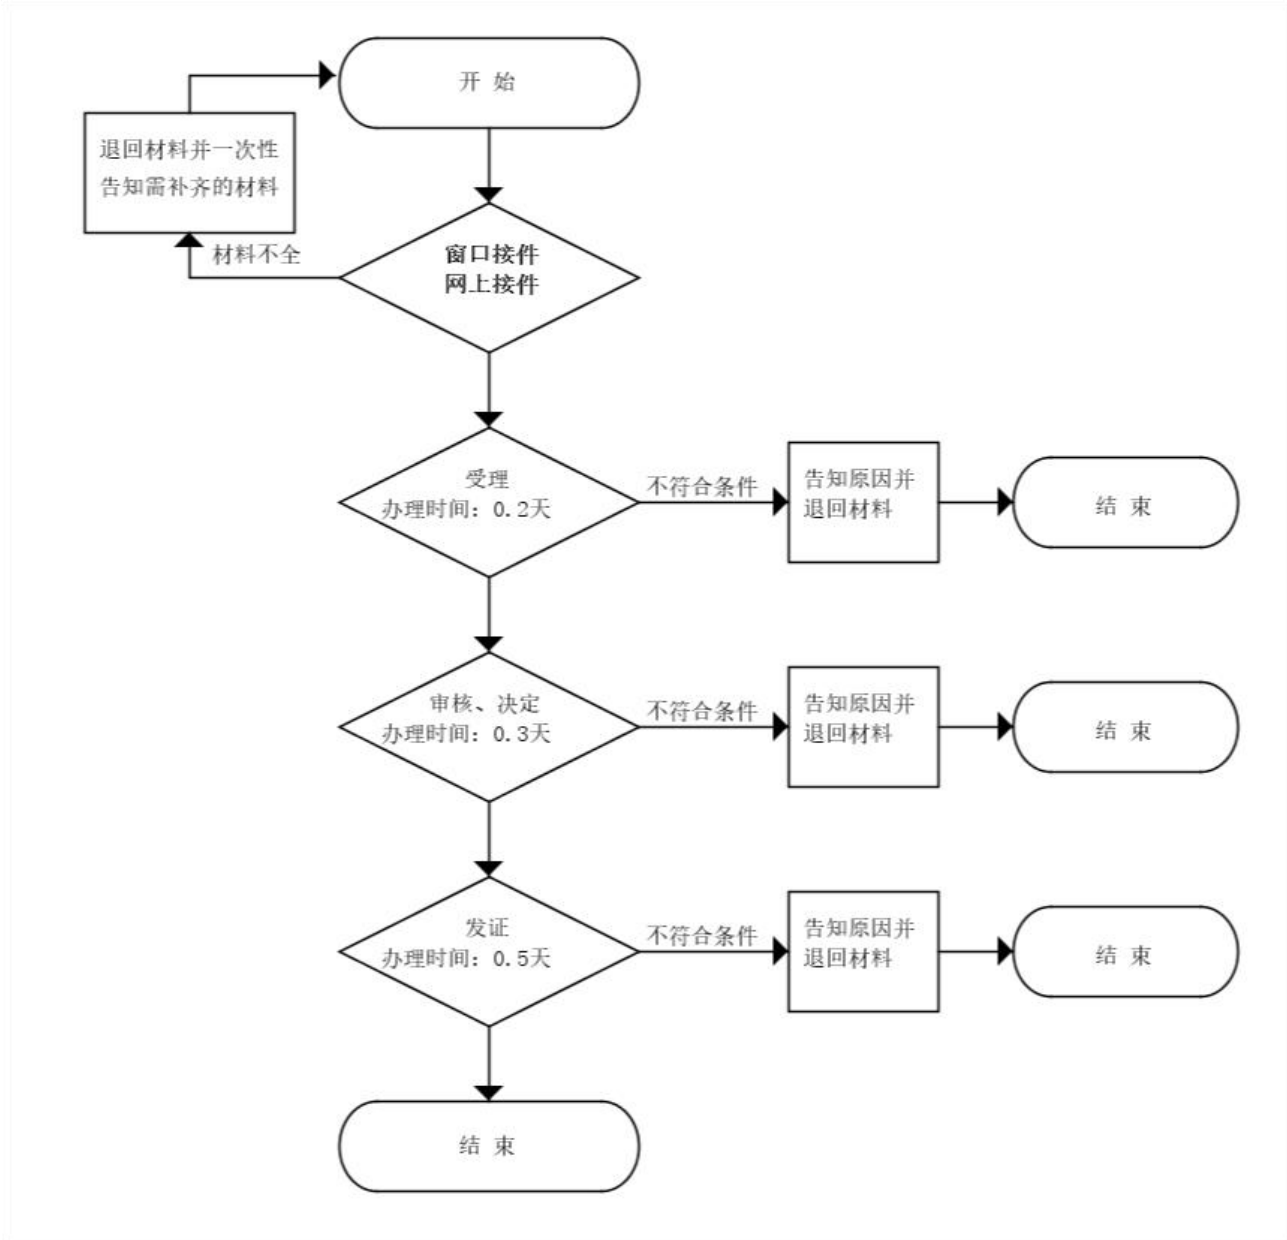 开 始
退回材料并一次性
告知需补齐的材料
材料不全
窗口接件
网上接件
受理
办理时间：0.2天
不符合条件
告知原因并
退回材料
结 束
审核、决定
办理时间：0.3天
不符合条件
告知原因并
退回材料
结 束
发证
办理时间：0.5天
不符合条件
告知原因并
退回材料
结 束
结 束